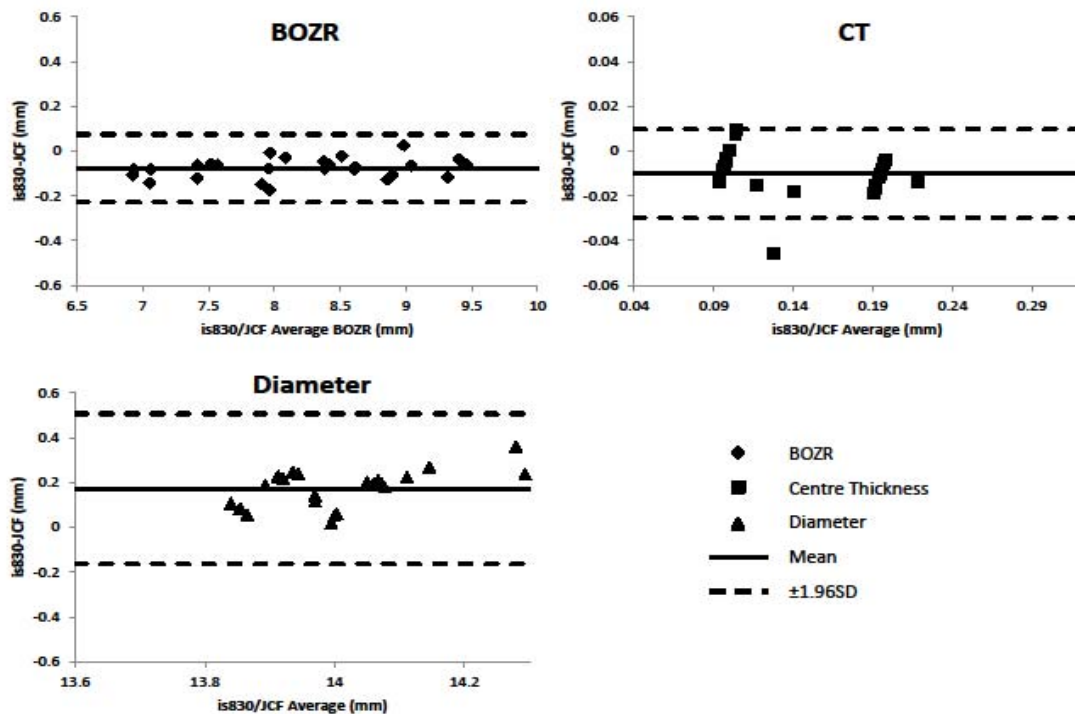 BOZR
0.6
0.4
0.2
0
-0.2
-0.4
-0.6
is830-JCF (mm)
6.5 7 7.5 8 8.5 9 9.5 10
is830/JCF Average BOZR (mm)
CT
0.06
0.04
0.02
0
-0.02
-0.04
-0.06
is830-JCF (mm)
0.04 0.09 0.14 0.19 0.24 0.29
is830/JCF Average (mm)
Diameter
0.6
0.4
0.2
0
-0.2
-0.4
-0.6
is830-JCF (mm)
13.6 13.8 14 14.2
is830/JCF Average (mm)
BOZR
Centre Thickness
Diameter
Mean
±1.96SD